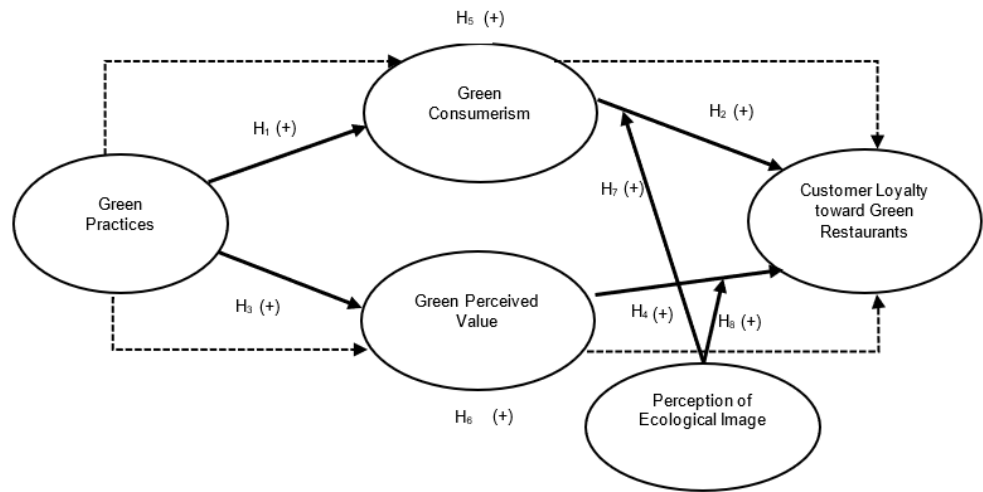 H₅ (+)
Green
Consumerism
H₁ (+)
H₂ (+)
Green
Practices
H₇ (+)
Customer Loyalty
toward Green
Restaurants
H₃ (+)
Green Perceived
Value
H₄ (+)
H₈ (+)
H₆ (+)
Perception of
Ecological Image